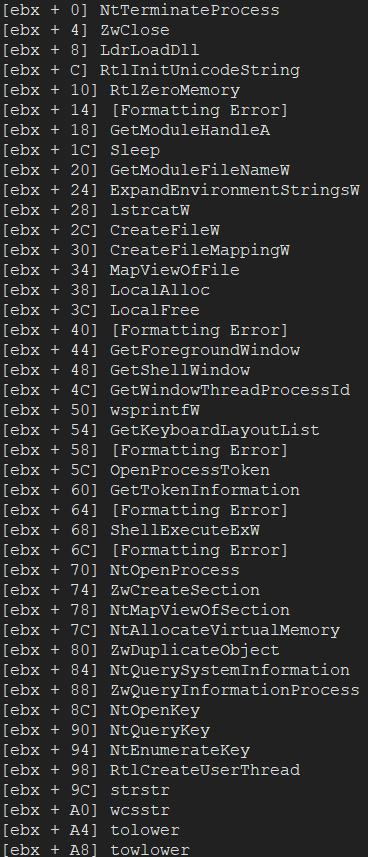 [ebx + 0] NtTerminateProcess
[ebx + 4] ZwClose
[ebx + 8] LdrLoadDll
[ebx + C] RtlInitUnicodeString
[ebx + 10] RtlZeroMemory
[ebx + 14] [Formatting Error]
[ebx + 18] GetModuleHandleA
[ebx + 1C] Sleep
[ebx + 20] GetModuleFileNameW
[ebx + 24] ExpandEnvironmentStringsW
[ebx + 28] lstrcatW
[ebx + 2C] CreateFileW
[ebx + 30] CreateFileMappingW
[ebx + 34] MapViewOfFile
[ebx + 38] LocalAlloc
[ebx + 3C] LocalFree
[ebx + 40] [Formatting Error]
[ebx + 44] GetForegroundWindow
[ebx + 48] GetShellWindow
[ebx + 4C] GetWindowThreadProcessId
[ebx + 50] wsprintfW
[ebx + 54] GetKeyboardLayoutList
[ebx + 58] [Formatting Error]
[ebx + 5C] OpenProcessToken
[ebx + 60] GetTokenInformation
[ebx + 64] [Formatting Error]
[ebx + 68] ShellExecuteExW
[ebx + 6C] [Formatting Error]
[ebx + 70] NtOpenProcess
[ebx + 74] ZwCreateSection
[ebx + 78] NtMapViewOfSection
[ebx + 7C] NtAllocateVirtualMemory
[ebx + 80] ZwDuplicateObject
[ebx + 84] NtQuerySystemInformation
[ebx + 88] ZwQueryInformationProcess
[ebx + 8C] NtOpenKey
[ebx + 90] NtQueryKey
[ebx + 94] NtEnumerateKey
[ebx + 98] RtlCreateUserThread
[ebx + 9C] strstr
[ebx + A0] wcsstr
[ebx + A4] tolower
[ebx + A8] towlower